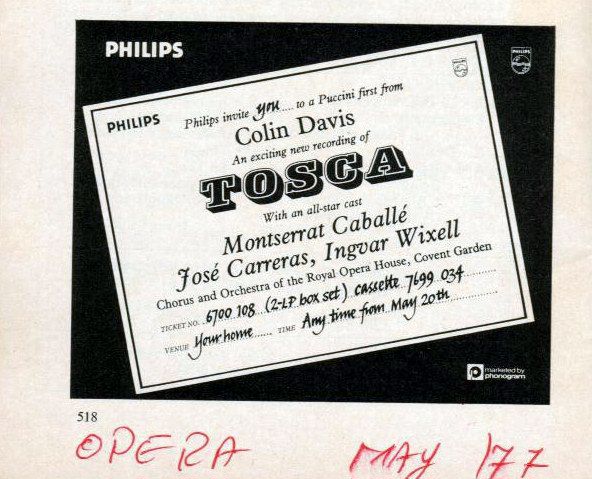 PHILIPS
PHILIPS
PHILIPS
Philips invite you.... to a Puccini first from
Colin Davis
An exciting new recording of
TOSCA
With an all-star cast
Montserrat Caballé
José Carreras, Ingvar Wixell
Chorus and Orchestra of the Royal Opera House, Covent Garden
TICKET NO. 6700 108 (2-LP box set) cassette 7699 034
VENUE Your home...... TIME Any time from May 20th
marketed by
phonogram
518
OPERA MAY '77